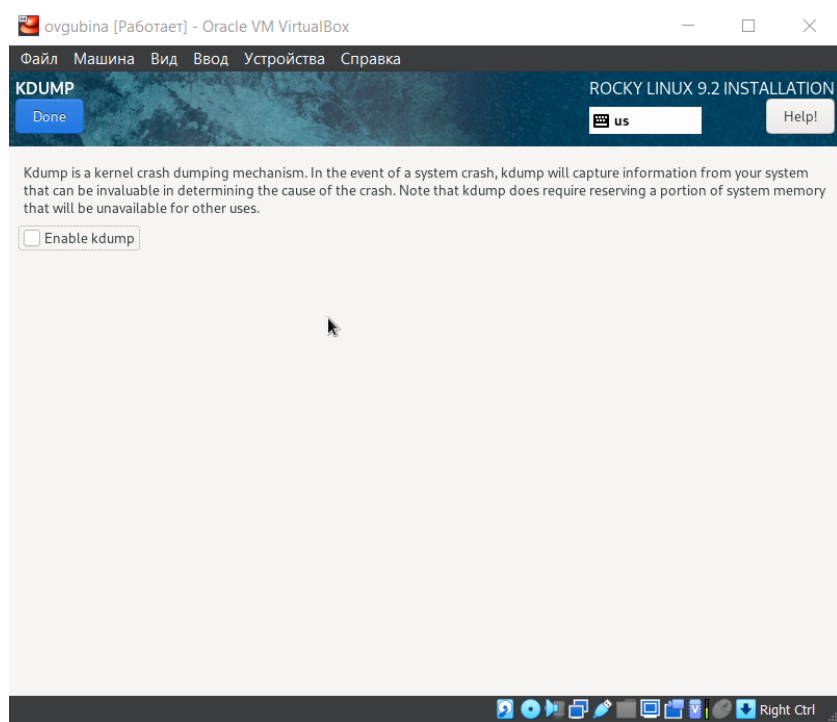 ovgubina [Работает] - Oracle VM VirtualBox
Файл Машина Вид Ввод Устройства Справка
KDUMP
ROCKY LINUX 9.2 INSTALLATION
Done
us
Help!
Kdump is a kernel crash dumping mechanism. In the event of a system crash, kdump will capture information from your system
that can be invaluable in determining the cause of the crash. Note that kdump does require reserving a portion of system memory
that will be unavailable for other uses.
Enable kdump
Right Ctrl